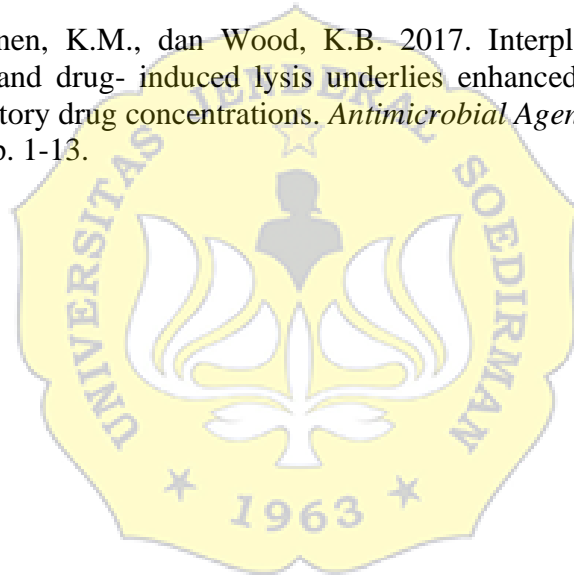 men, K.M., dan Wood, K.B. 2017. Interpl
and drug- induced lysis underlies enhanced
tory drug concentrations. Antimicrobial Agen
p. 1-13.
UNIVERSITAS JENDERAL SOEDIRMAN
1963